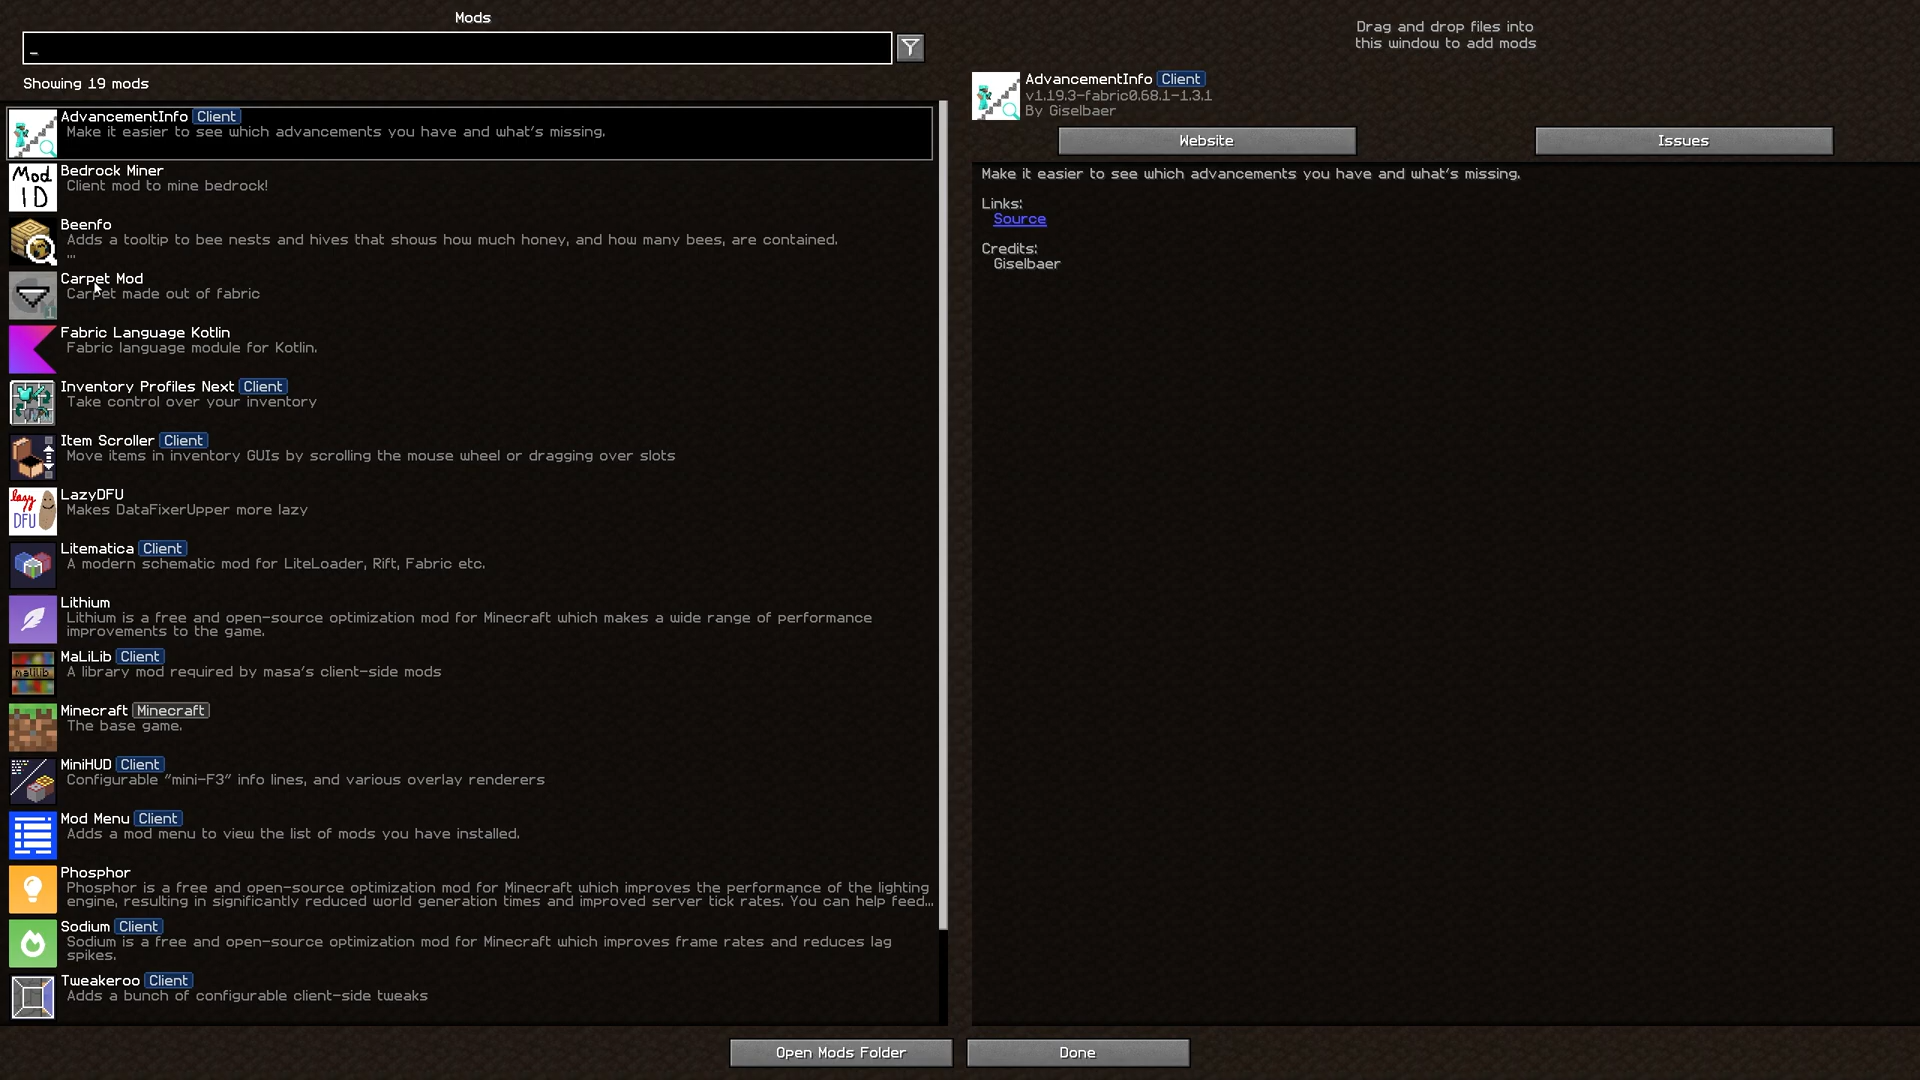 Mods
_
Showing 19 mods
AdvancementInfo Client
Make it easier to see which advancements you have and what's missing.
Mod ID
Bedrock Miner
Client mod to mine bedrock!
Beenfo
Adds a tooltip to bee nests and hives that shows how much honey, and how many bees, are contained.
...
Carpet Mod
Carpet made out of fabric
Fabric Language Kotlin
Fabric language module for Kotlin.
Inventory Profiles Next Client
Take control over your inventory
Item Scroller Client
Move items in inventory GUIs by scrolling the mouse wheel or dragging over slots
lazy DFU
LazyDFU
Makes DataFixerUpper more lazy
Litematica Client
A modern schematic mod for LiteLoader, Rift, Fabric etc.
Lithium
Lithium is a free and open-source optimization mod for Minecraft which makes a wide range of performance
improvements to the game.
malilib
MaLiLib Client
A library mod required by masa's client-side mods
Minecraft Minecraft
The base game.
MiniHUD Client
Configurable "mini-F3" info lines, and various overlay renderers
Mod Menu Client
Adds a mod menu to view the list of mods you have installed.
Phosphor
Phosphor is a free and open-source optimization mod for Minecraft which improves the performance of the lighting
engine, resulting in significantly reduced world generation times and improved server tick rates. You can help feed...
Sodium Client
Sodium is a free and open-source optimization mod for Minecraft which improves frame rates and reduces lag
spikes.
Tweakeroo Client
Adds a bunch of configurable client-side tweaks
Drag and drop files into
this window to add mods
AdvancementInfo Client
v1.19.3-fabric0.68.1-1.3.1
By Giselbaer
Website
Issues
Make it easier to see which advancements you have and what's missing.
Links:
Source
Credits:
Giselbaer
Open Mods Folder
Done